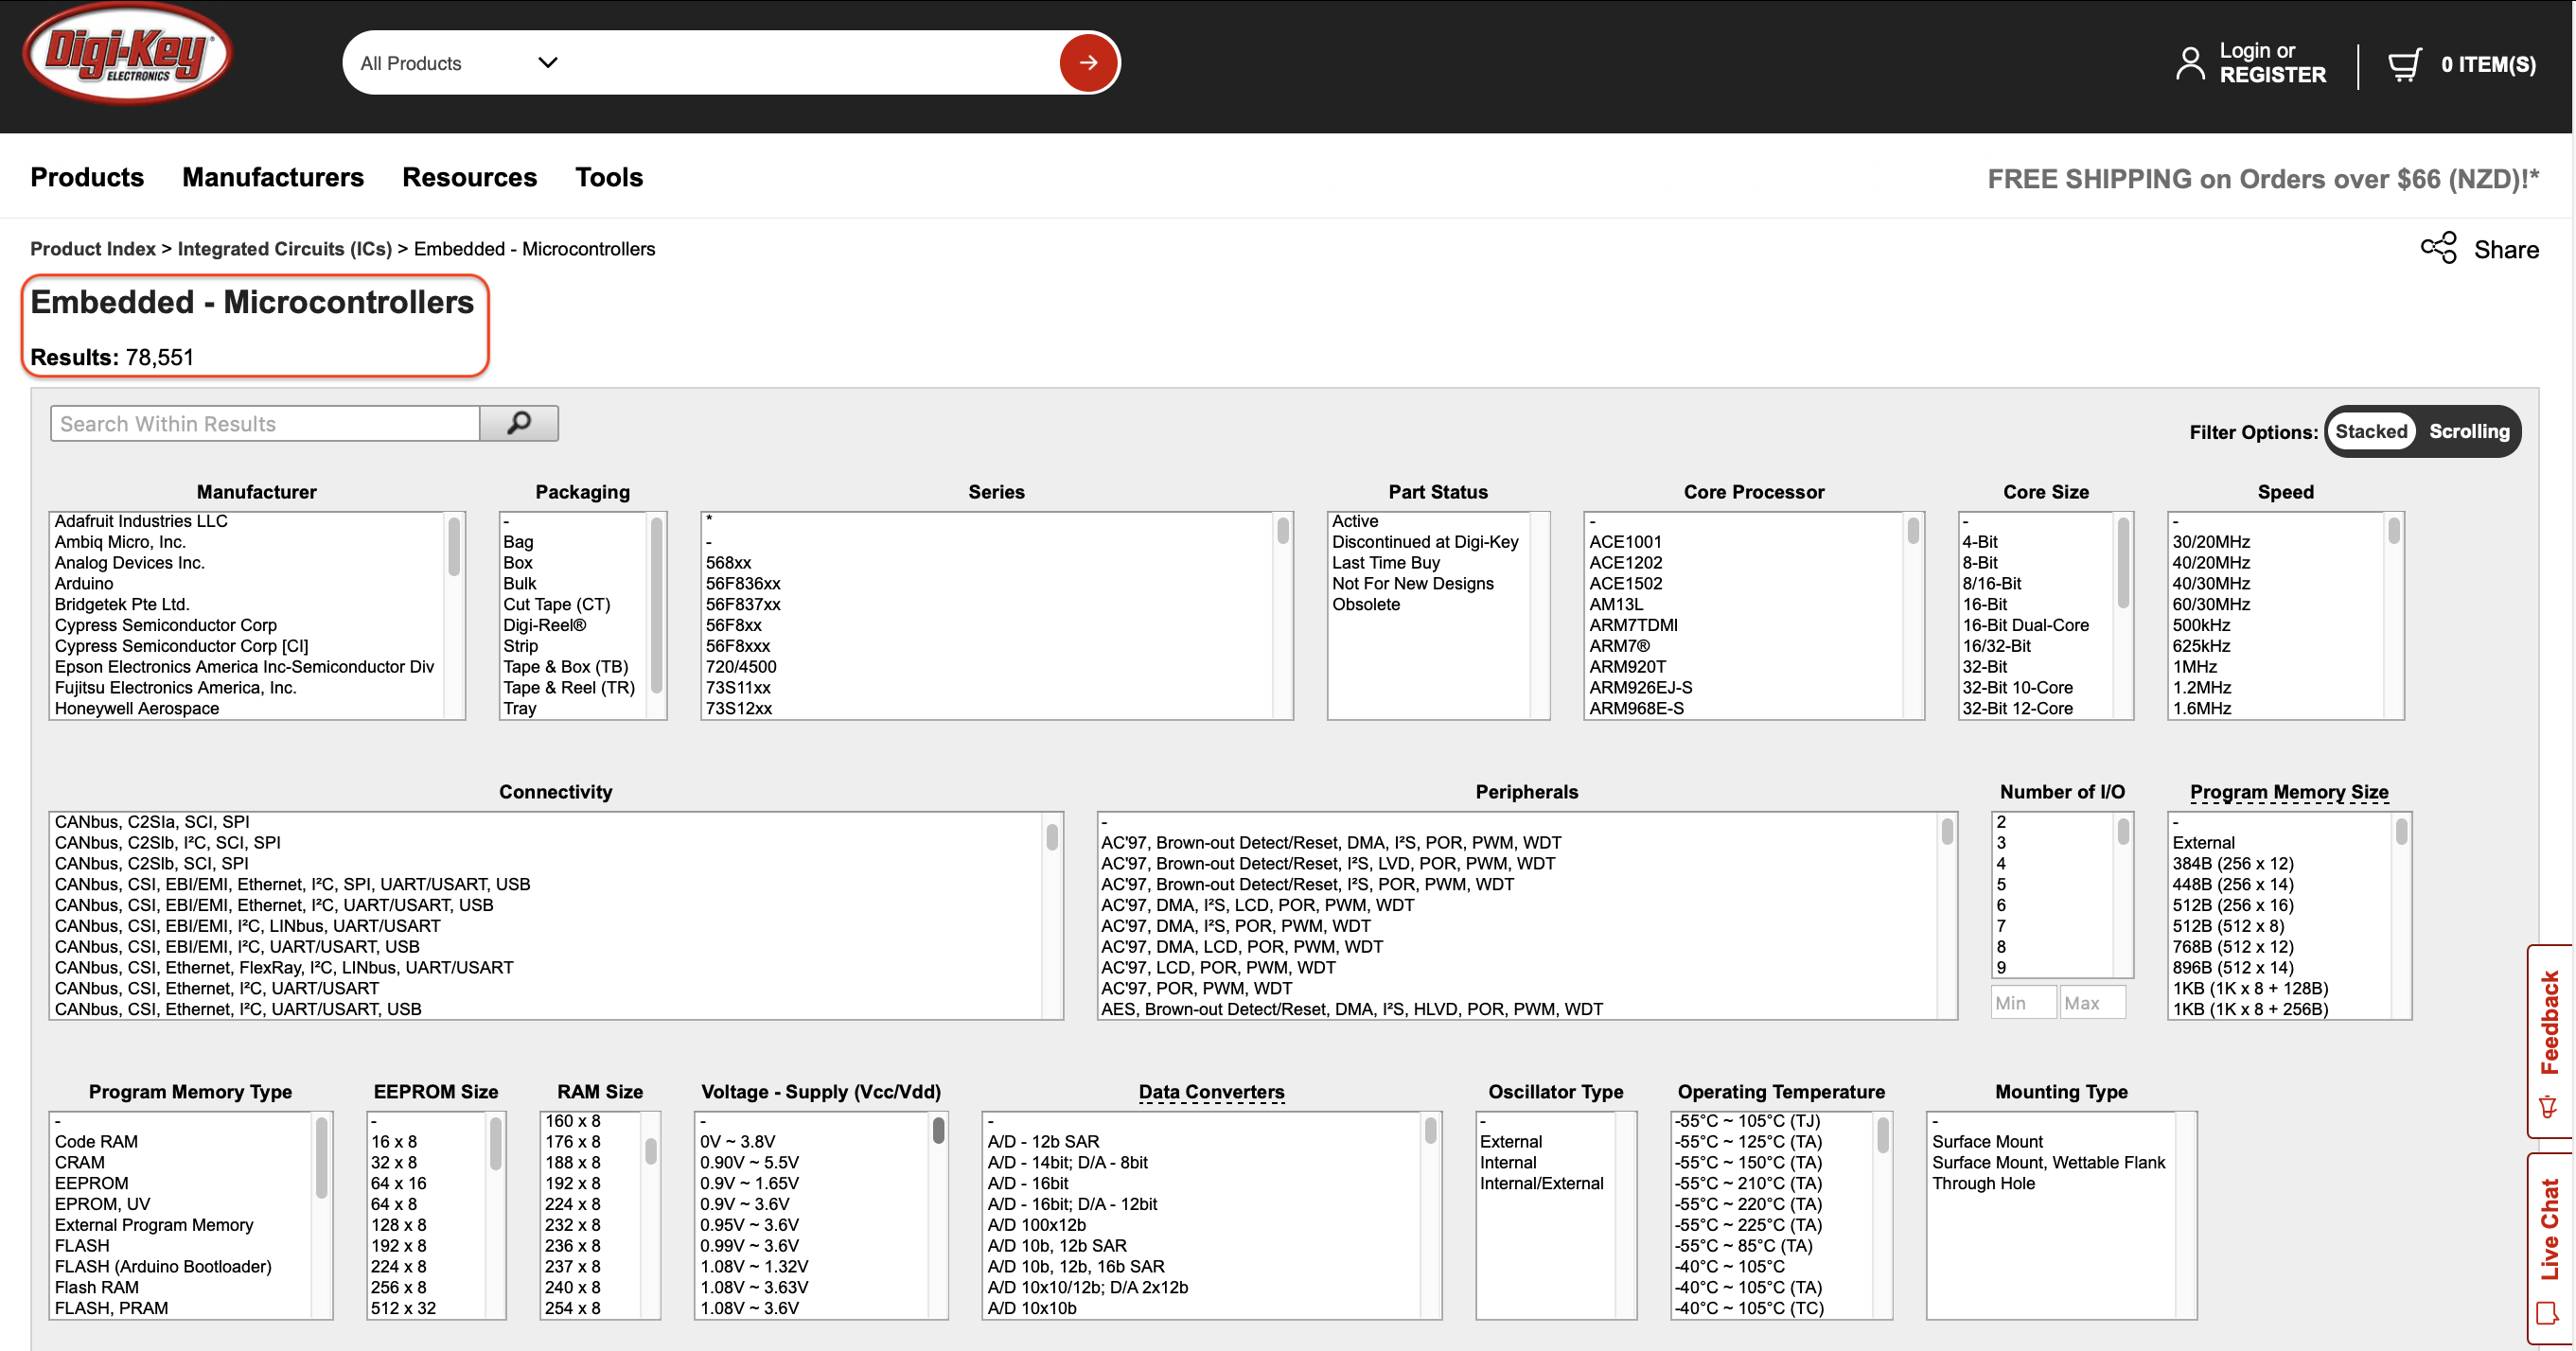 Digi-Key®
ELECTRONICS
All Products
Login or
REGISTER
0 ITEM(S)
Products
Manufacturers
Resources
Tools
FREE SHIPPING on Orders over $66 (NZD)!*
Product Index > Integrated Circuits (ICs) > Embedded - Microcontrollers
Share
Embedded - Microcontrollers
Results: 78,551
Search Within Results
Filter Options: Stacked Scrolling
Manufacturer
Adafruit Industries LLC
Ambiq Micro, Inc.
Analog Devices Inc.
Arduino
Bridgetek Pte Ltd.
Cypress Semiconductor Corp
Cypress Semiconductor Corp [CI]
Epson Electronics America Inc-Semiconductor Div
Fujitsu Electronics America, Inc.
Honeywell Aerospace
Packaging
-
Bag
Box
Bulk
Cut Tape (CT)
Digi-Reel®
Strip
Tape & Box (TB)
Tape & Reel (TR)
Tray
Series
*
-
568xx
56F836xx
56F837xx
56F8xx
56F8xxx
720/4500
73S11xx
73S12xx
Part Status
Active
Discontinued at Digi-Key
Last Time Buy
Not For New Designs
Obsolete
Core Processor
-
ACE1001
ACE1202
ACE1502
AM13L
ARM7TDMI
ARM7®
ARM920T
ARM926EJ-S
ARM968E-S
Core Size
-
4-Bit
8-Bit
8/16-Bit
16-Bit
16-Bit Dual-Core
16/32-Bit
32-Bit
32-Bit 10-Core
32-Bit 12-Core
Speed
-
30/20MHz
40/20MHz
40/30MHz
60/30MHz
500kHz
625kHz
1MHz
1.2MHz
1.6MHz
Connectivity
CANbus, C2SIa, SCI, SPI
CANbus, C2SIb, I²C, SCI, SPI
CANbus, C2SIb, SCI, SPI
CANbus, CSI, EBI/EMI, Ethernet, I²C, SPI, UART/USART, USB
CANbus, CSI, EBI/EMI, Ethernet, I²C, UART/USART, USB
CANbus, CSI, EBI/EMI, I²C, LINbus, UART/USART
CANbus, CSI, EBI/EMI, I²C, UART/USART, USB
CANbus, CSI, Ethernet, FlexRay, I²C, LINbus, UART/USART
CANbus, CSI, Ethernet, I²C, UART/USART
CANbus, CSI, Ethernet, I²C, UART/USART, USB
Peripherals
-
AC'97, Brown-out Detect/Reset, DMA, I²S, POR, PWM, WDT
AC'97, Brown-out Detect/Reset, I²S, LVD, POR, PWM, WDT
AC'97, Brown-out Detect/Reset, I²S, POR, PWM, WDT
AC'97, DMA, I²S, LCD, POR, PWM, WDT
AC'97, DMA, I²S, POR, PWM, WDT
AC'97, DMA, LCD, POR, PWM, WDT
AC'97, LCD, POR, PWM, WDT
AC'97, POR, PWM, WDT
AES, Brown-out Detect/Reset, DMA, I²S, HLVD, POR, PWM, WDT
Number of I/O
2
3
4
5
6
7
8
9
Min
Max
Program Memory Size
-
External
384B (256 x 12)
448B (256 x 14)
512B (256 x 16)
512B (512 x 8)
768B (512 x 12)
896B (512 x 14)
1KB (1K x 8 + 128B)
1KB (1K x 8 + 256B)
Program Memory Type
-
Code RAM
CRAM
EEPROM
EPROM, UV
External Program Memory
FLASH
FLASH (Arduino Bootloader)
Flash RAM
FLASH, PRAM
EEPROM Size
-
16 x 8
32 x 8
64 x 16
64 x 8
128 x 8
192 x 8
224 x 8
256 x 8
512 x 32
RAM Size
160 x 8
176 x 8
188 x 8
192 x 8
224 x 8
232 x 8
236 x 8
237 x 8
240 x 8
254 x 8
Voltage - Supply (Vcc/Vdd)
-
0V ~ 3.8V
0.90V ~ 5.5V
0.9V ~ 1.65V
0.9V ~ 3.6V
0.95V ~ 3.6V
0.99V ~ 3.6V
1.08V ~ 1.32V
1.08V ~ 3.63V
1.08V ~ 3.6V
Data Converters
-
A/D - 12b SAR
A/D - 14bit; D/A - 8bit
A/D - 16bit
A/D - 16bit; D/A - 12bit
A/D 100x12b
A/D 10b, 12b SAR
A/D 10b, 12b, 16b SAR
A/D 10x10/12b; D/A 2x12b
A/D 10x10b
Oscillator Type
-
External
Internal
Internal/External
Operating Temperature
-55°C ~ 105°C (TJ)
-55°C ~ 125°C (TA)
-55°C ~ 150°C (TA)
-55°C ~ 210°C (TA)
-55°C ~ 220°C (TA)
-55°C ~ 225°C (TA)
-55°C ~ 85°C (TA)
-40°C ~ 105°C
-40°C ~ 105°C (TA)
-40°C ~ 105°C (TC)
Mounting Type
-
Surface Mount
Surface Mount, Wettable Flank
Through Hole
Feedback
Live Chat